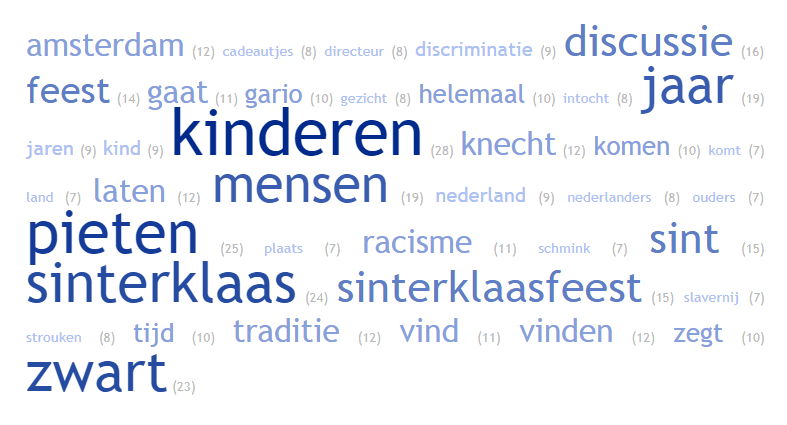 amsterdam (12) cadeautjes (8) directeur (8) discriminatie (9) discussie (16)
feest (14) gaat (11) gario (10) gezicht (8) helemaal (10) intocht (8) jaar (19)
jaren (9) kind (9) kinderen (28) knecht (12) komen (10) komt (7)
land (7) laten (12) mensen (19) nederland (9) nederlanders (8) ouders (7)
pieten (25) plaats (7) racisme (11) schmink (7) sint (15)
sinterklaas (24) sinterklaasfeest (15) slavernij (7)
strouken (8) tijd (10) traditie (12) vind (11) vinden (12) zegt (10)
zwart (23)